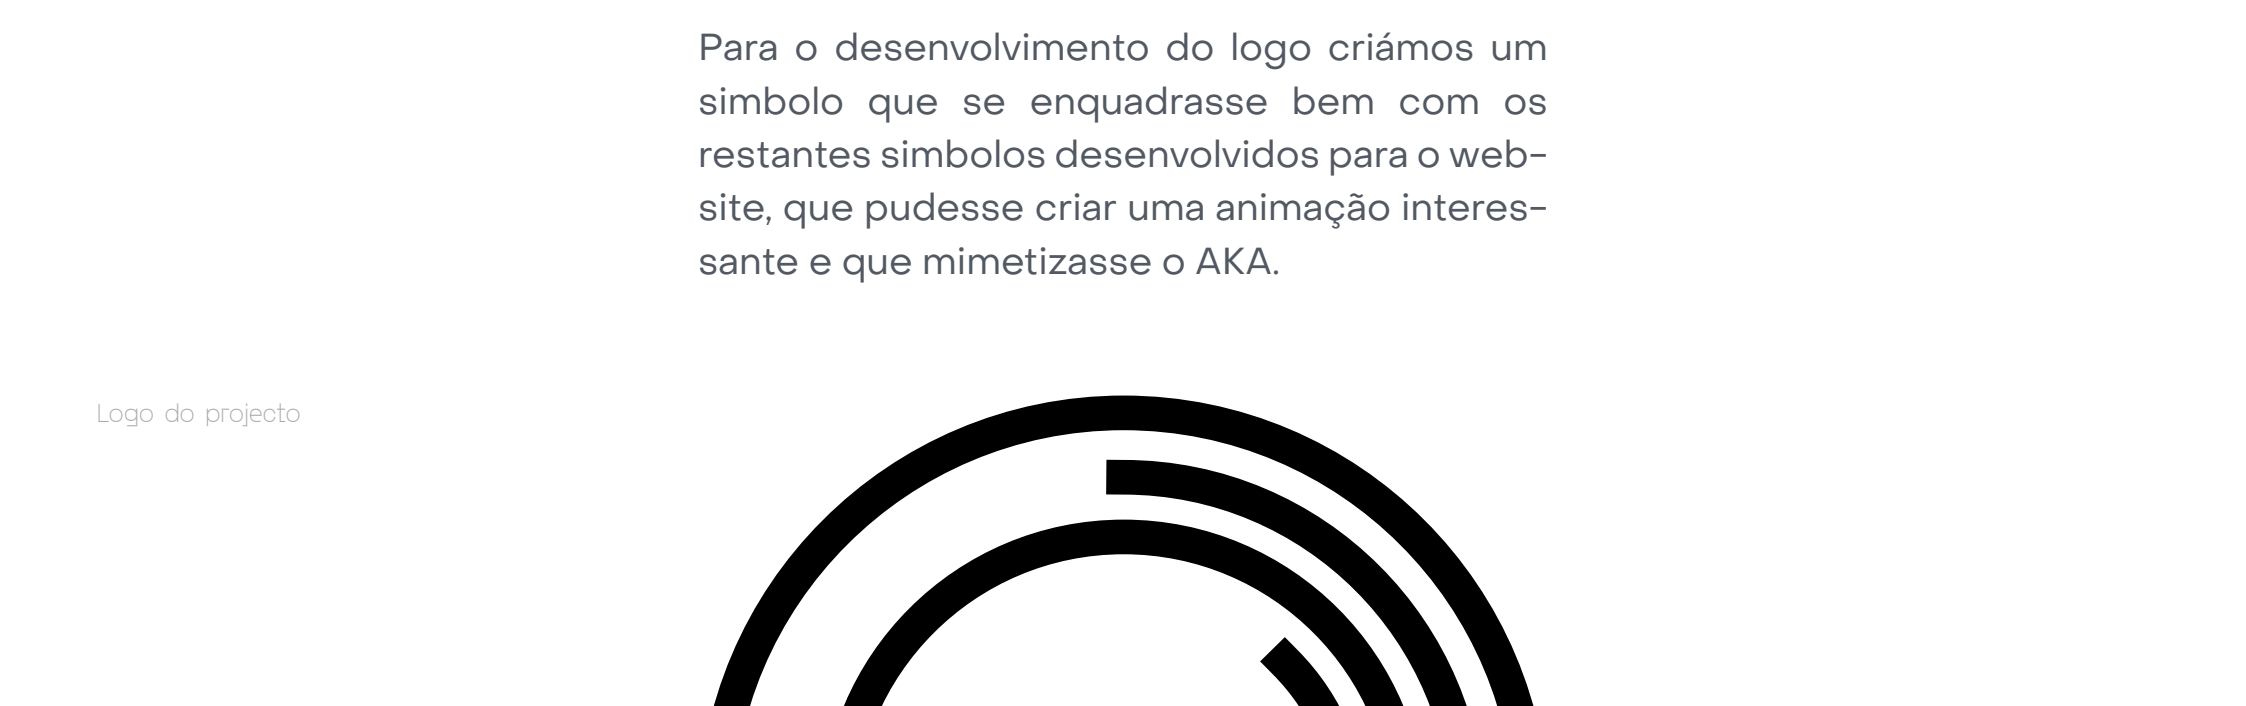 Para o desenvolvimento do logo criámos um
simbolo que se enquadrasse bem com os
restantes simbolos desenvolvidos para o web-
site, que pudesse criar uma animação interes-
sante e que mimetizasse o AKA.
Logo do projecto